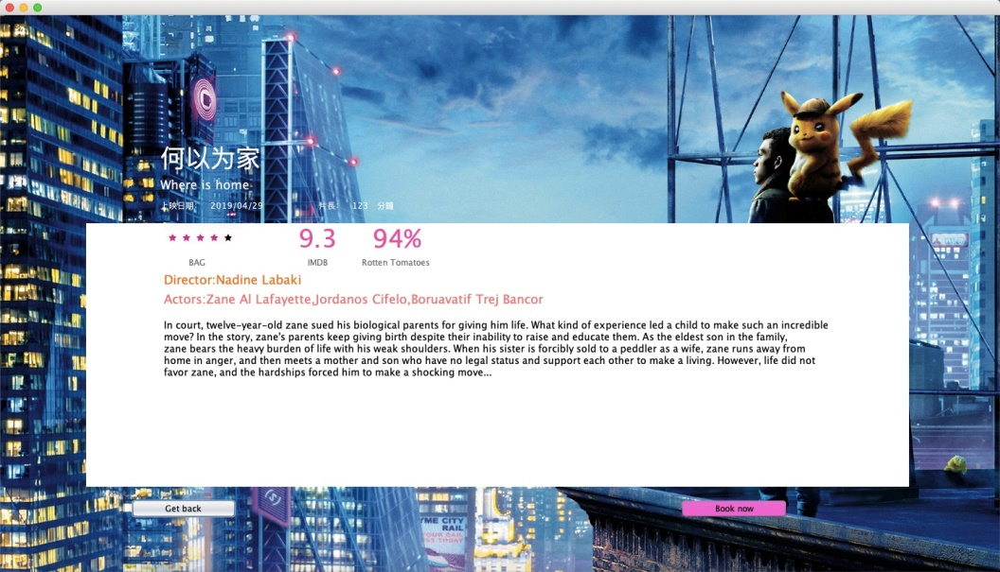 何以为家
Where is home
上映日期: 2019/04/29 片長: 123 分鐘
9.3 94%
BAG IMDB Rotten Tomatoes
Director:Nadine Labaki
Actors:Zane Al Lafayette,Jordanos Cifelo,Boruavatif Trej Bancor
In court, twelve-year-old zane sued his biological parents for giving him life. What kind of experience led a child to make such an incredible
move? In the story, zane's parents keep giving birth despite their inability to raise and educate them. As the eldest son in the family,
zane bears the heavy burden of life with his weak shoulders. When his sister is forcibly sold to a peddler as a wife, zane runs away from
home in anger, and then meets a mother and son who have no legal status and support each other to make a living. However, life did not
favor zane, and the hardships forced him to make a shocking move...
Get back
Book now
YME CITY
RAIL
YOUR RAIL